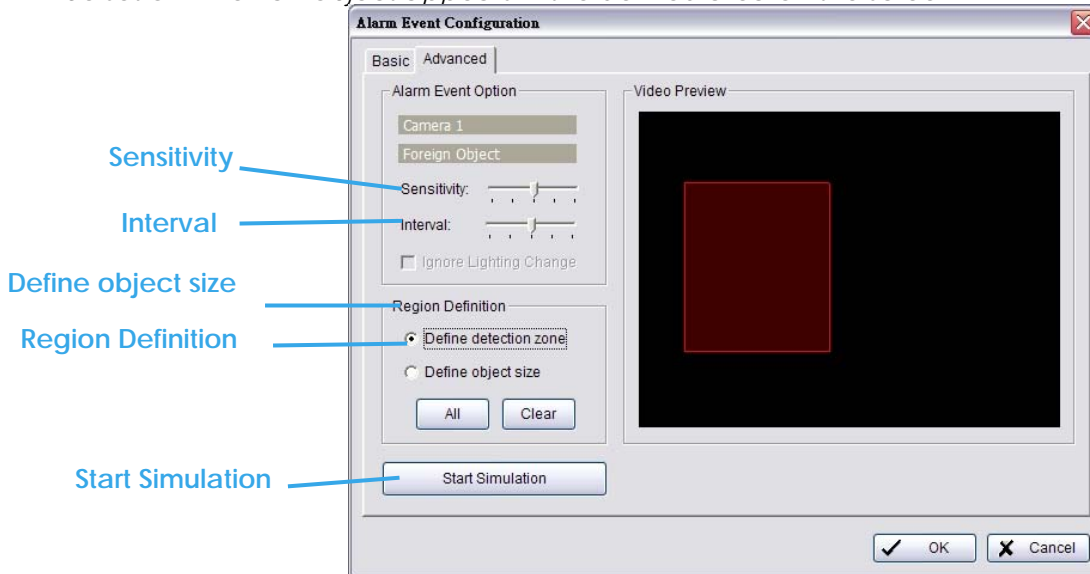 Alarm Event Configuration
Basic
Advanced
Alarm Event Option
Camera 1
Foreign Object
Sensitivity:
Interval:
Ignore Lighting Change
Region Definition
Define detection zone
Define object size
All
Clear
Start Simulation
Video Preview
OK
Cancel
Sensitivity
Interval
Define object size
Region Definition
Start Simulation